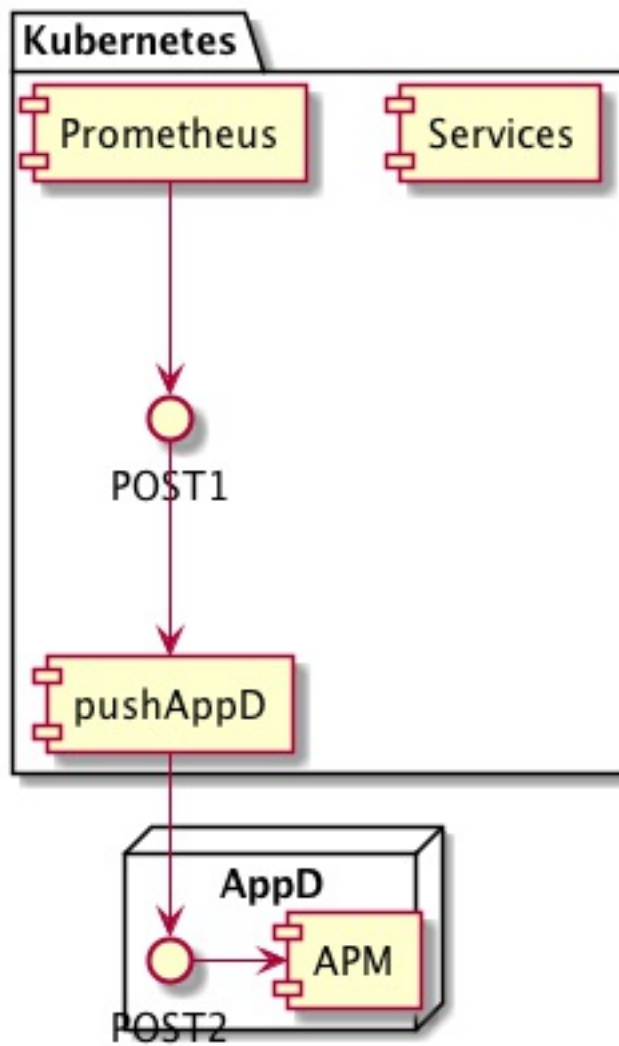 Kubernetes
Prometheus
Services
POST1
pushAppD
AppD
APM
POST2